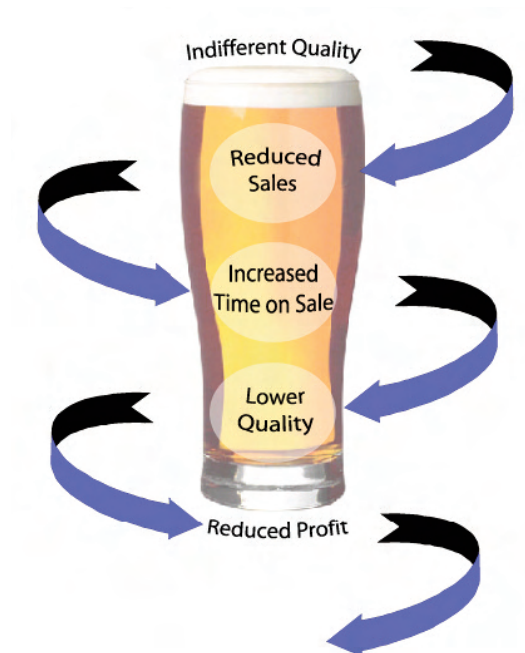 Indifferent Quality
Reduced
Sales
Increased
Time on Sale
Lower
Quality
Reduced Profit